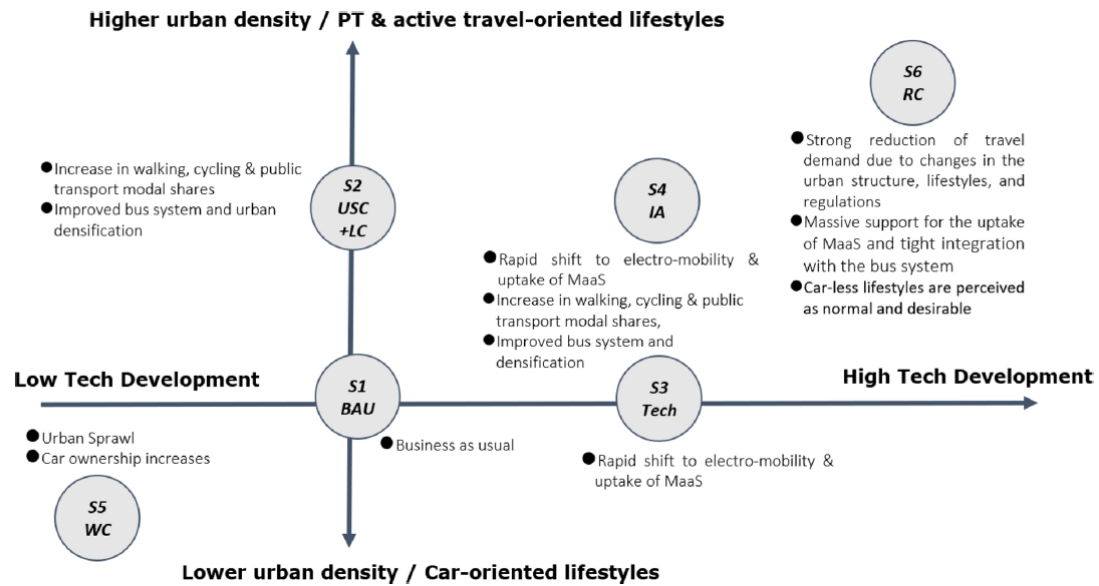 Higher urban density / PT & active travel-oriented lifestyles
S6
RC
●Strong reduction of travel
demand due to changes in the
urban structure, lifestyles, and
regulations
●Massive support for the uptake
of MaaS and tight integration
with the bus system
●Car-less lifestyles are perceived
as normal and desirable
●Increase in walking, cycling & public
transport modal shares
●Improved bus system and urban
densification
S2
USC
+LC
S4
IA
●Rapid shift to electro-mobility &
uptake of MaaS
●Increase in walking, cycling & public
transport modal shares,
●Improved bus system and
densification
Low Tech Development
S1
BAU
S3
Tech
High Tech Development
●Urban Sprawl
●Car ownership increases
●Business as usual
●Rapid shift to electro-mobility &
uptake of MaaS
S5
WC
Lower urban density / Car-oriented lifestyles